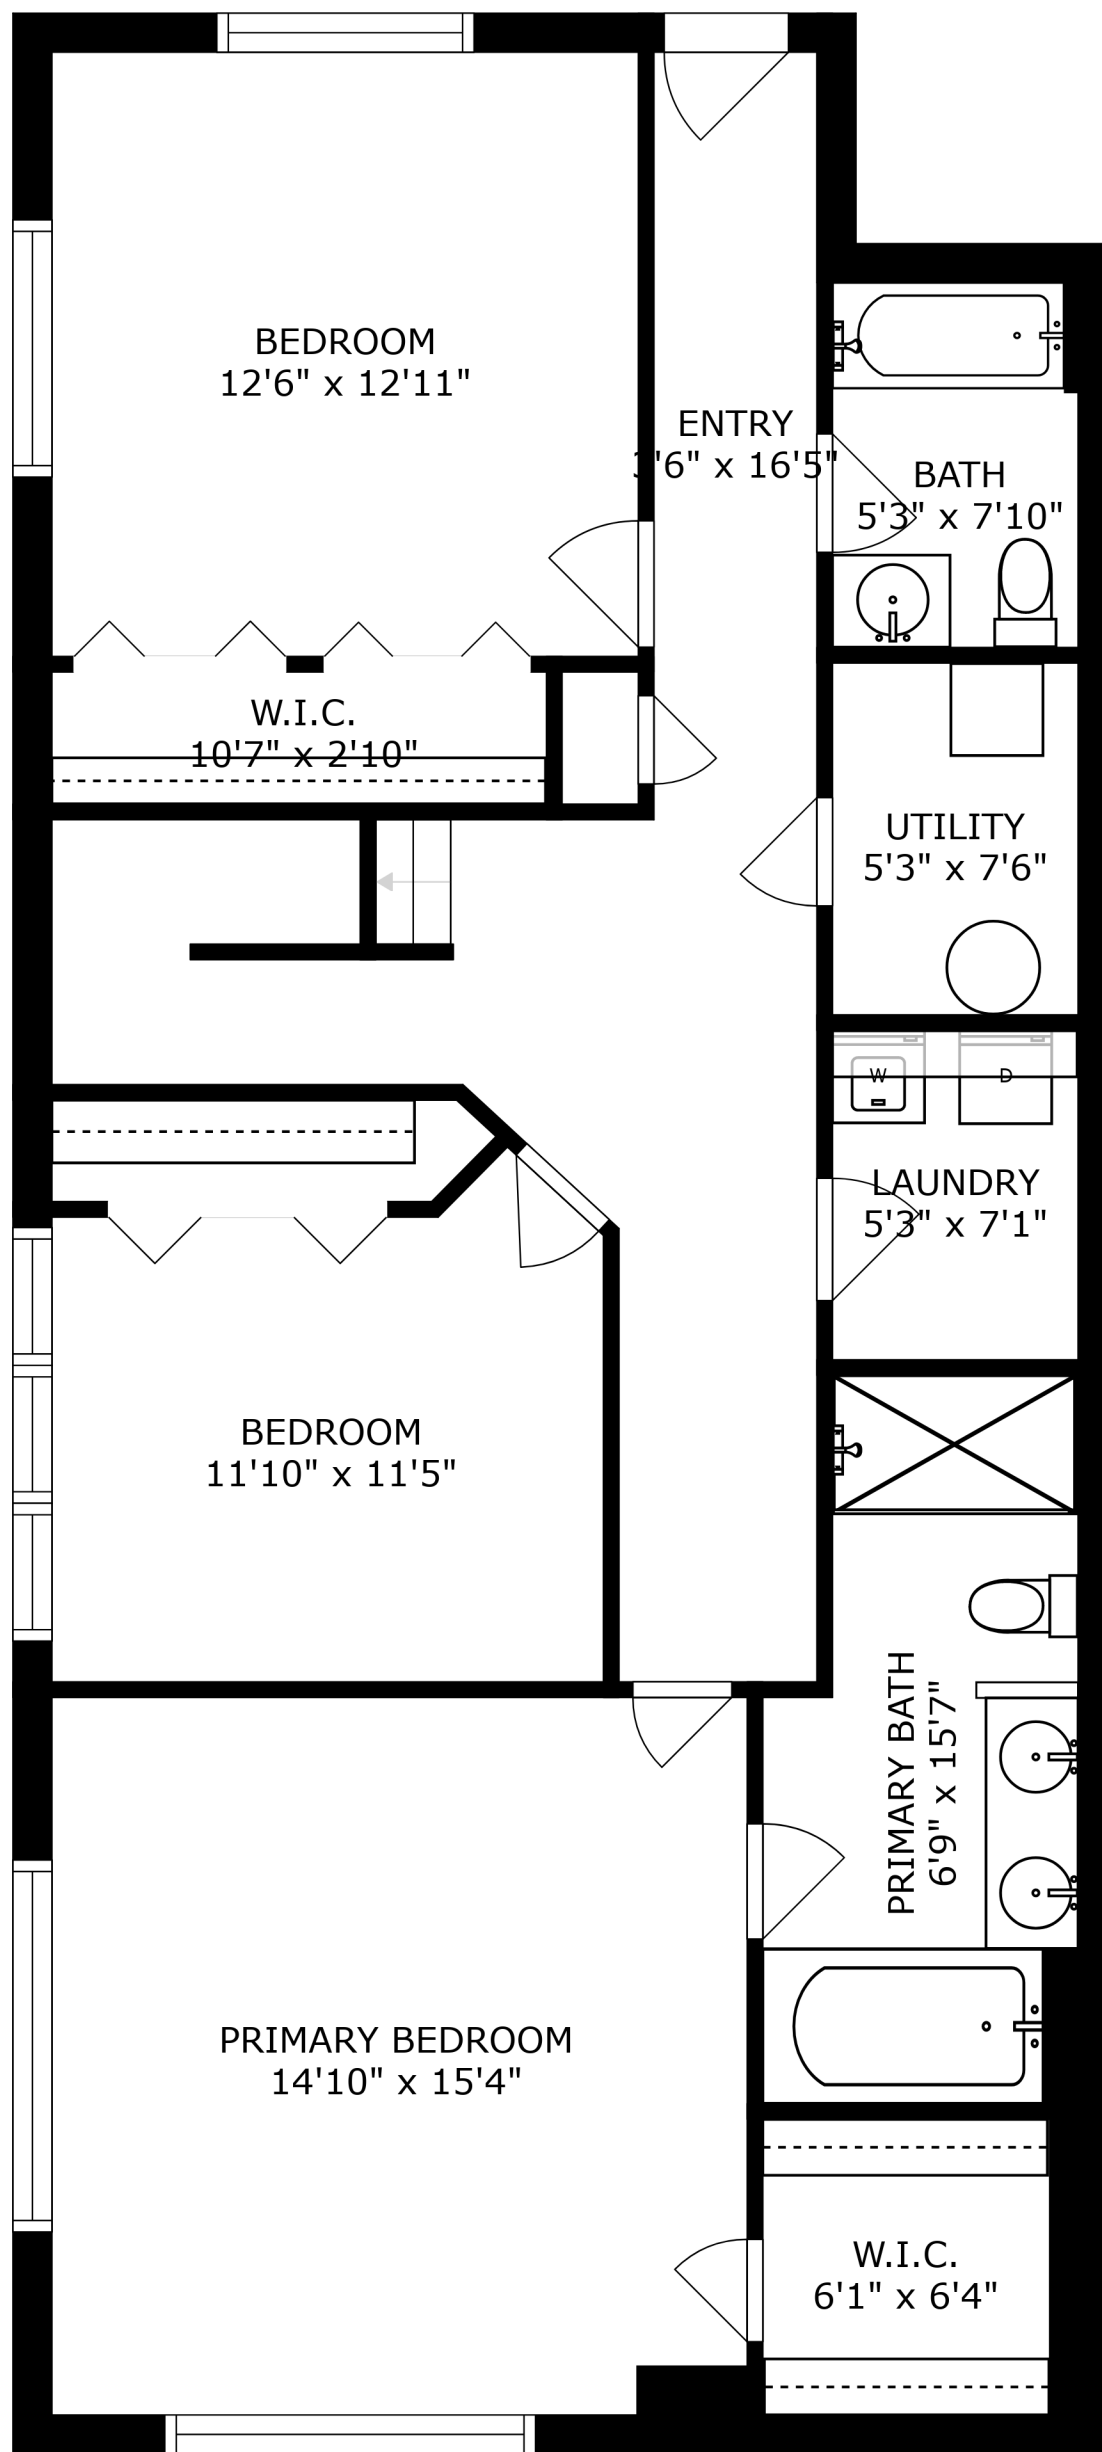 BEDROOM
12'6" x 12'11"
ENTRY
3'6" x 16'5"
BATH
5'3" x 7'10"
W.I.C.
10'7" x 2'10"
UTILITY
5'3" x 7'6"
W
D
LAUNDRY
5'3" x 7'1"
BEDROOM
11'10" x 11'5"
PRIMARY BATH
6'9" x 15'7"
PRIMARY BEDROOM
14'10" x 15'4"
W.I.C.
6'1" x 6'4"